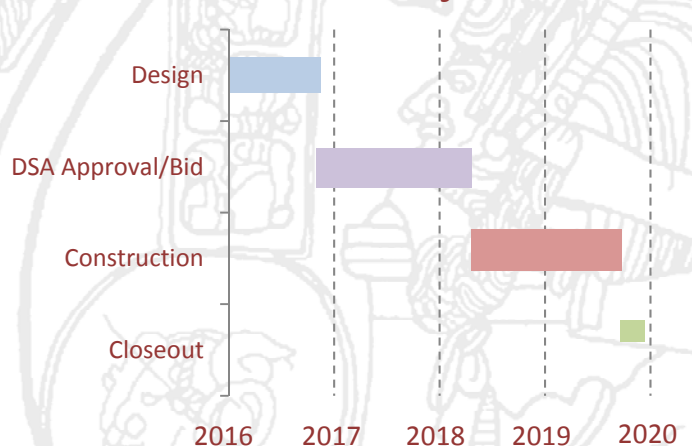 Design
DSA Approval/Bid
Construction
Closeout
2016 2017 2018 2019 2020